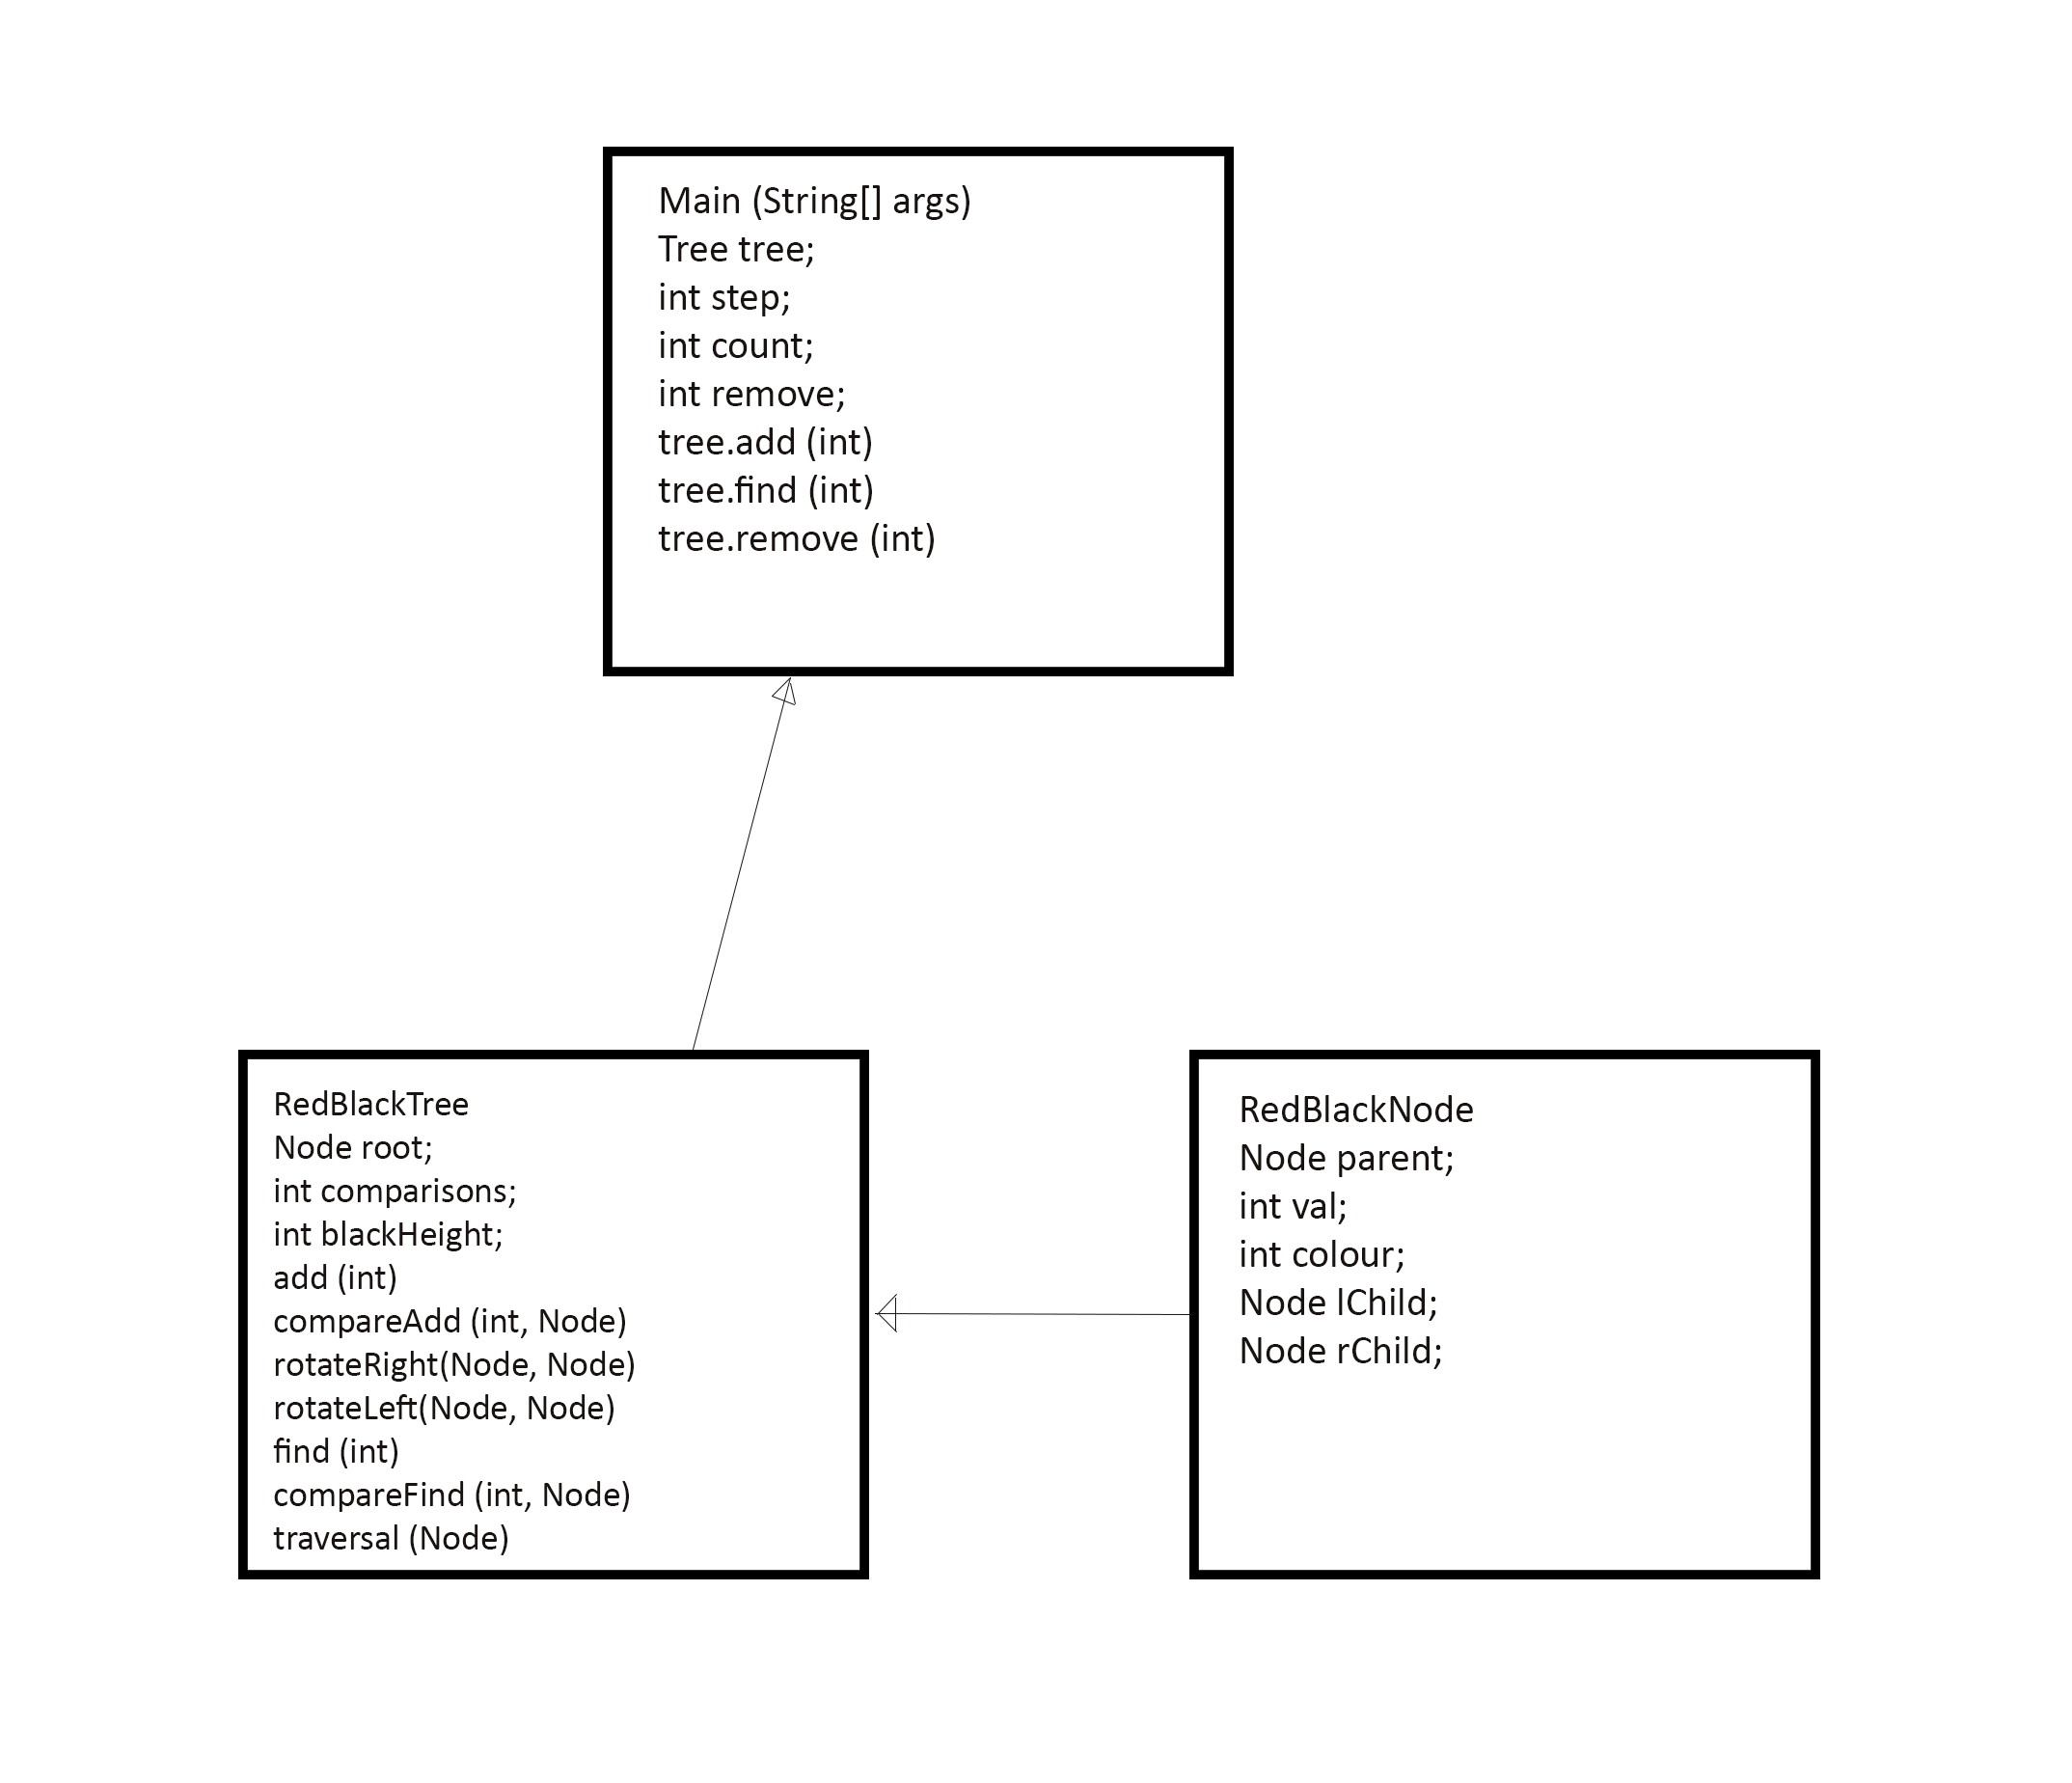 Main (String[] args)
Tree tree;
int step;
int count;
int remove;
tree.add (int)
tree.find (int)
tree.remove (int)
RedBlackTree
Node root;
int comparisons;
int blackHeight;
add (int)
compareAdd (int, Node)
rotateRight(Node, Node)
rotateLeft(Node, Node)
find (int)
compareFind (int, Node)
traversal (Node)
RedBlackNode
Node parent;
int val;
int colour;
Node lChild;
Node rChild;